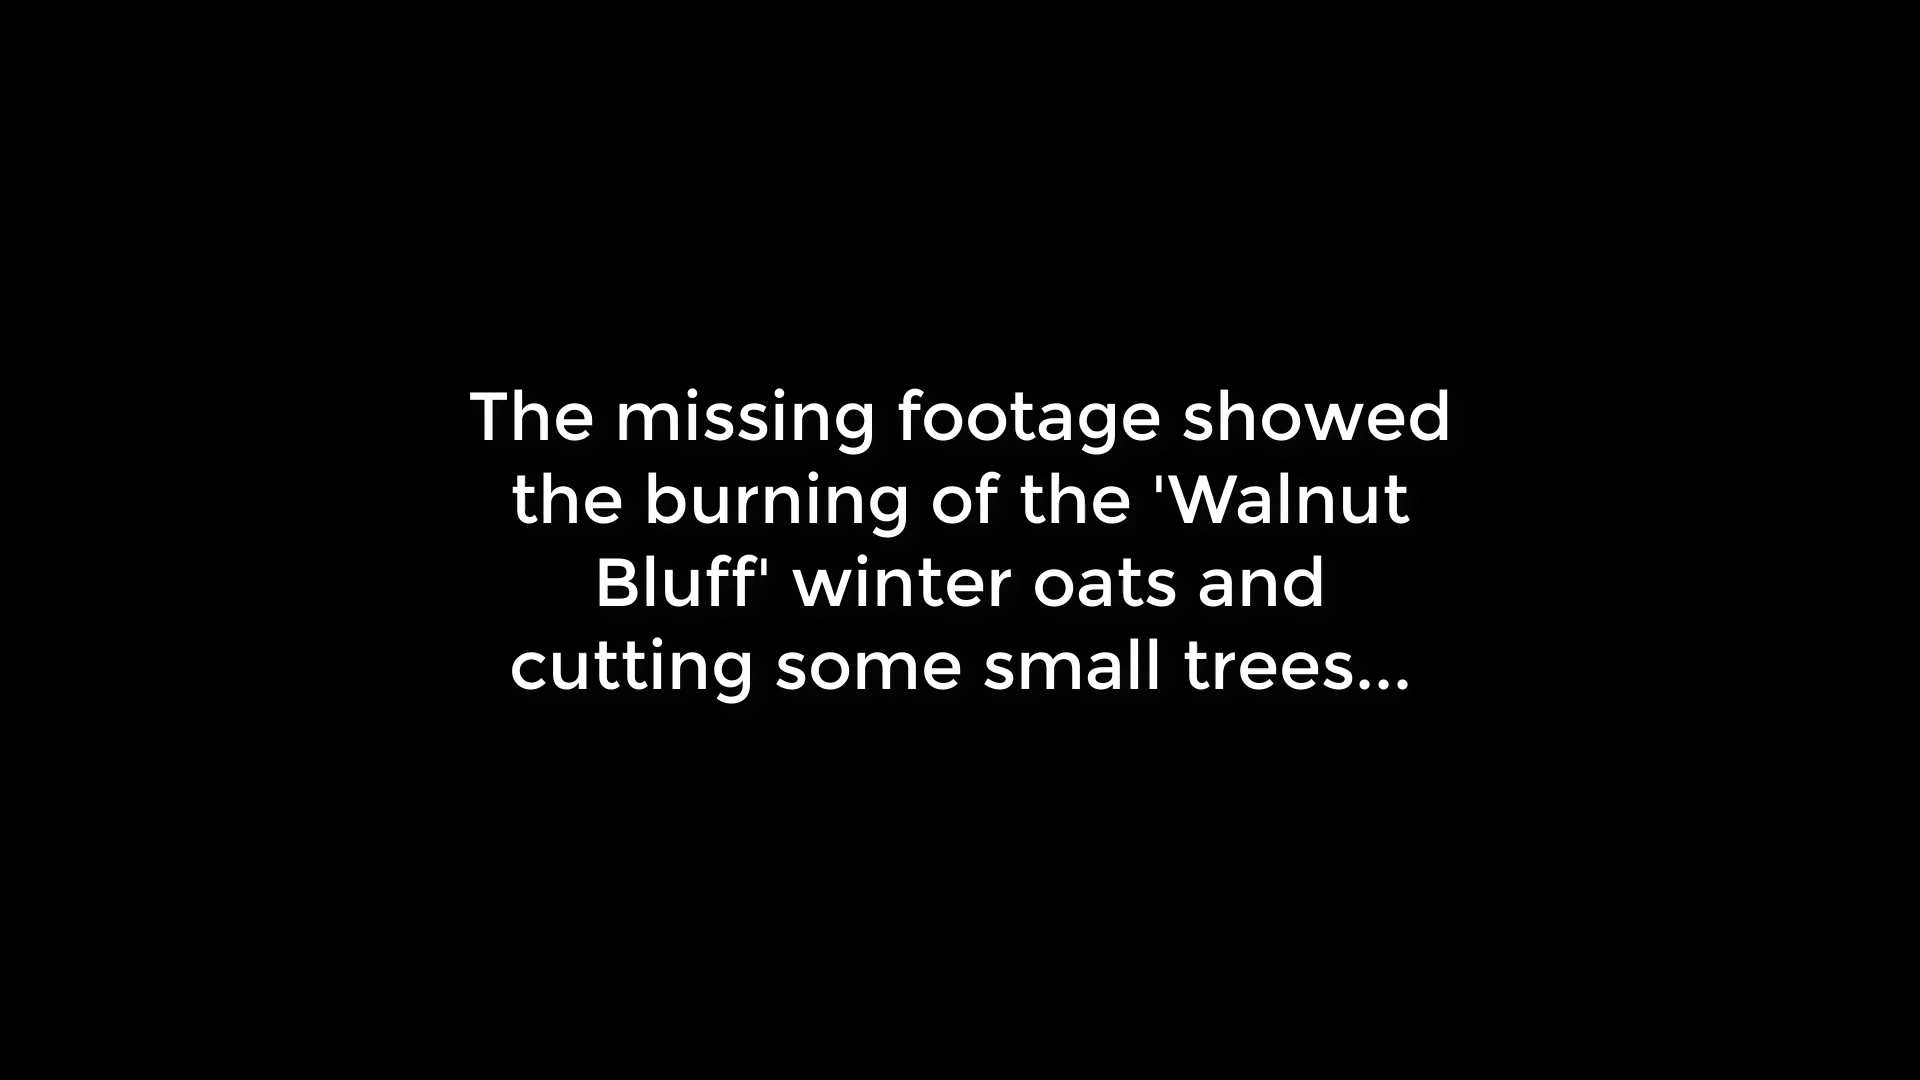 The missing footage showed
the burning of the 'Walnut
Bluff' winter oats and
cutting some small trees...